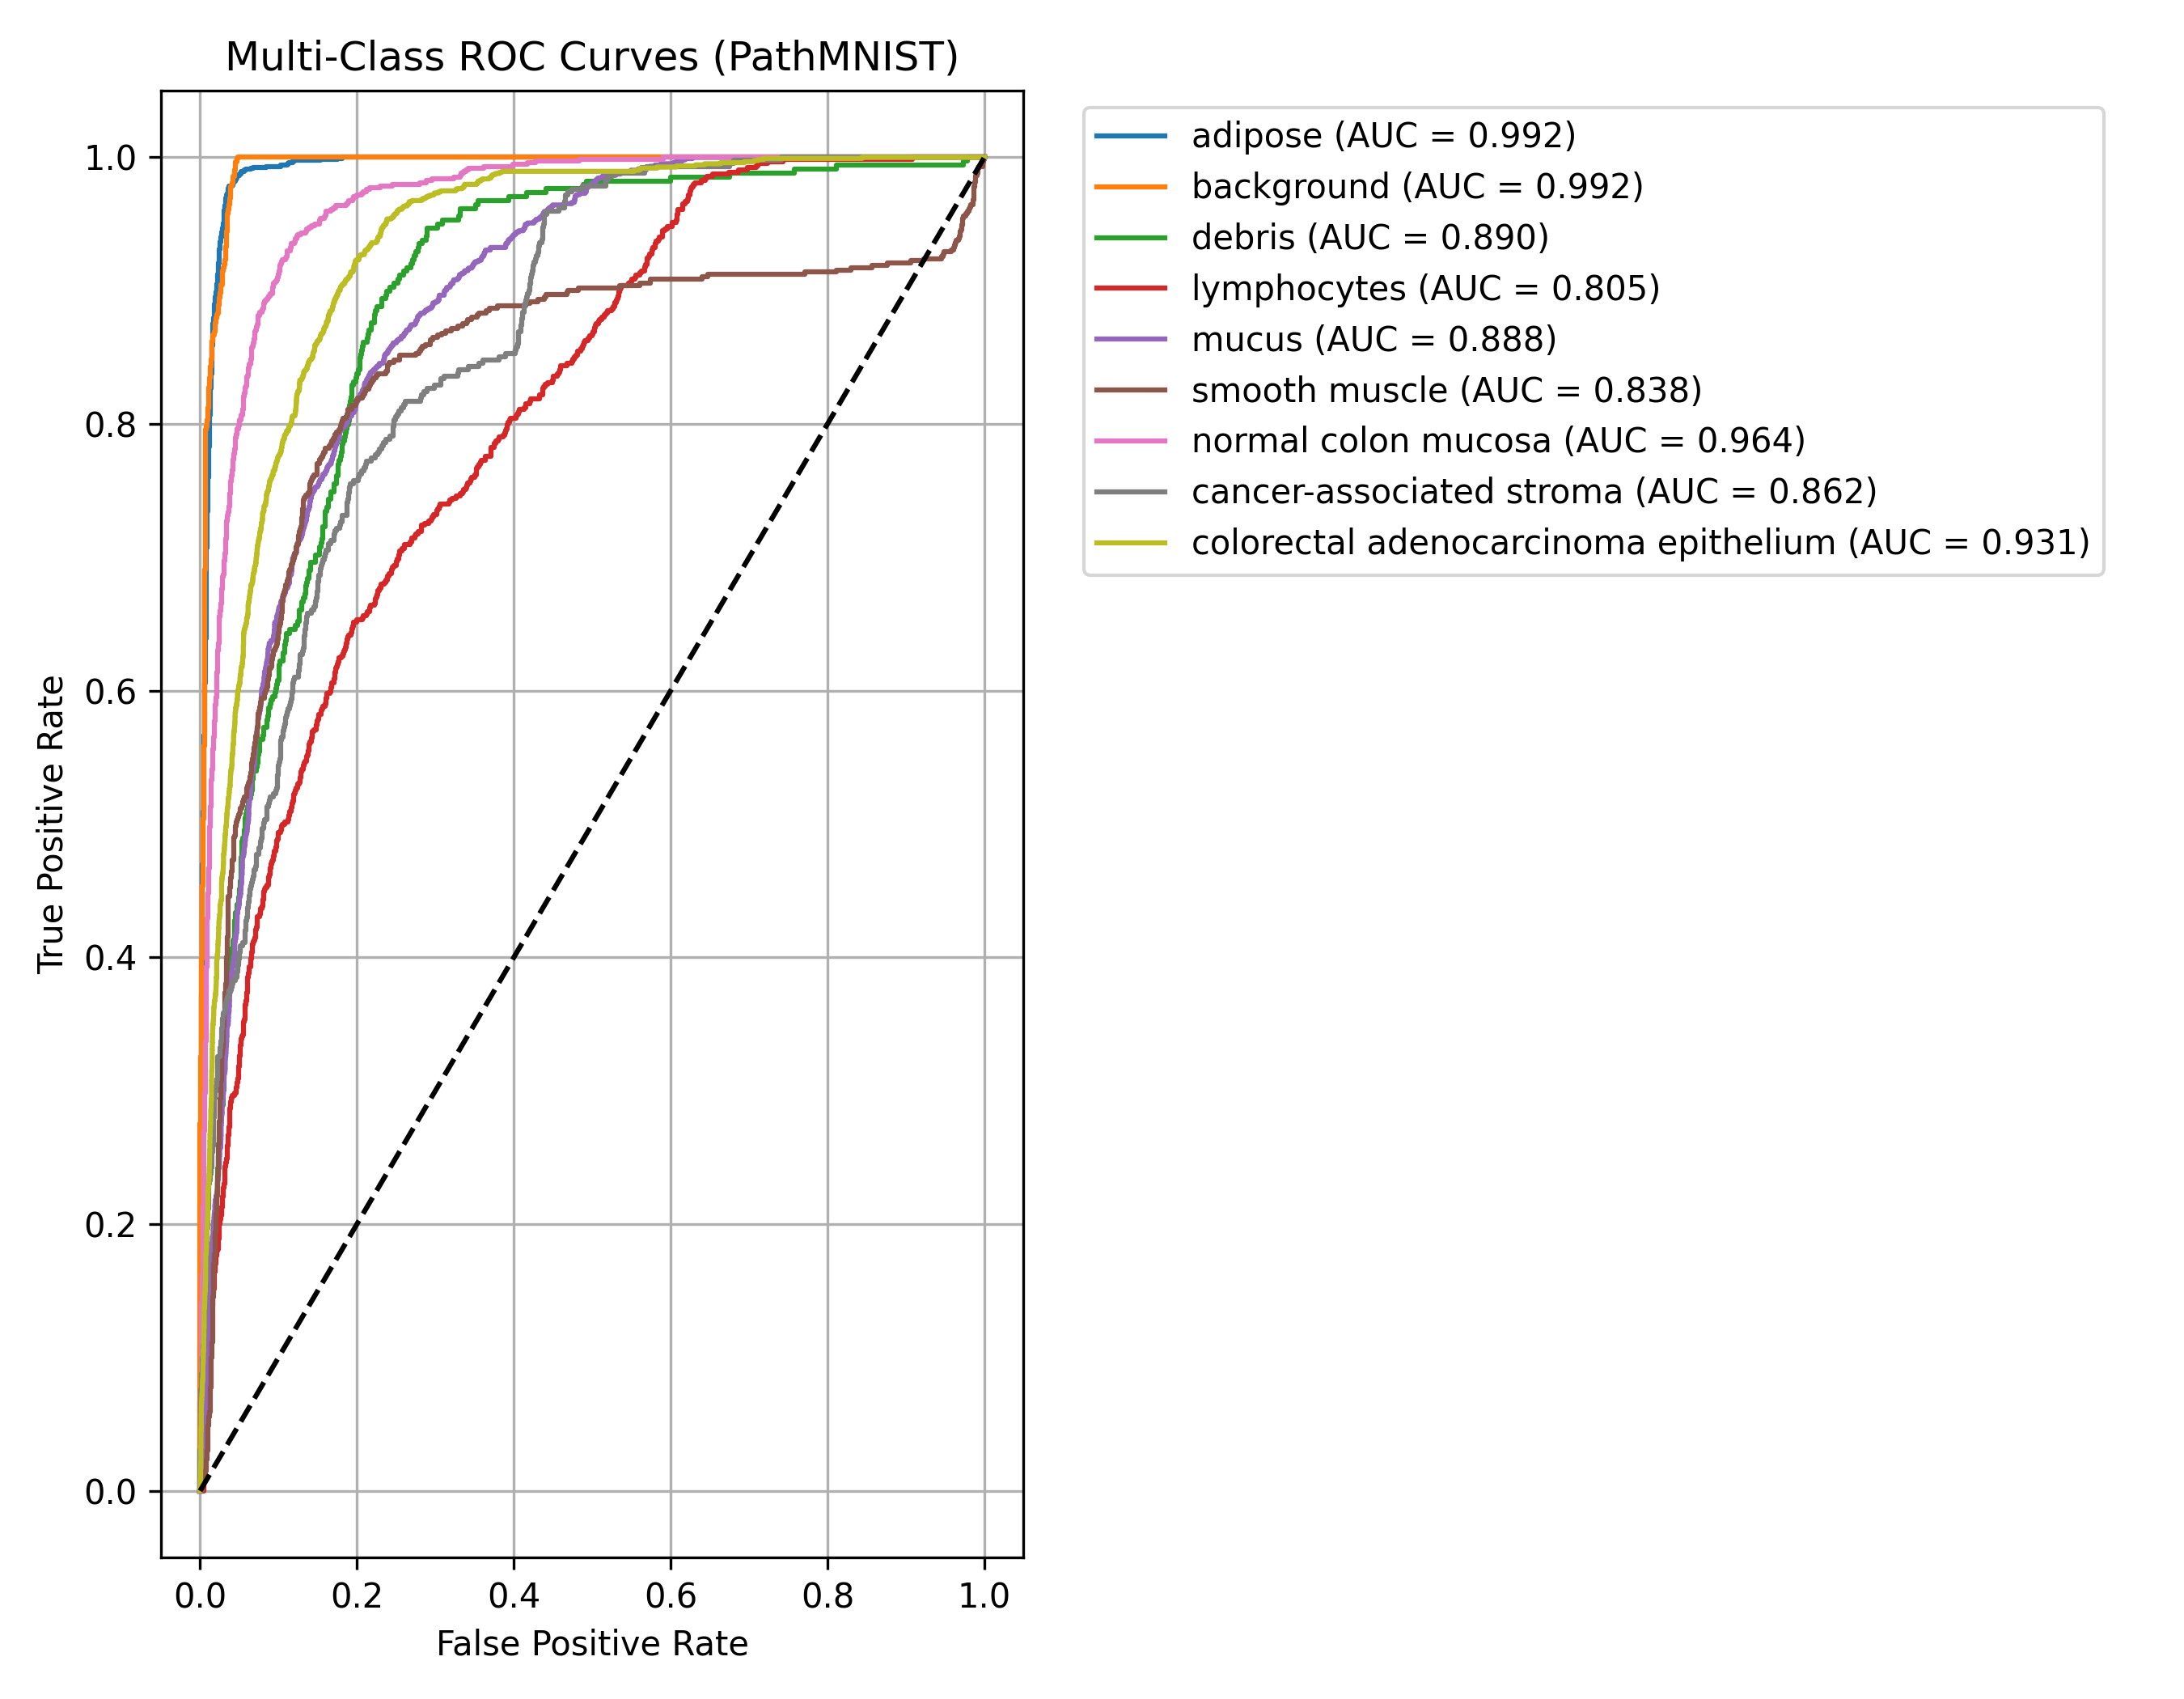 Multi-Class ROC Curves (PathMNIST)
1.0
0.8
0.6
0.4
0.2
0.0
True Positive Rate
0.0 0.2 0.4 0.6 0.8 1.0
False Positive Rate
adipose (AUC = 0.992)
background (AUC = 0.992)
debris (AUC = 0.890)
lymphocytes (AUC = 0.805)
mucus (AUC = 0.888)
smooth muscle (AUC = 0.838)
normal colon mucosa (AUC = 0.964)
cancer-associated stroma (AUC = 0.862)
colorectal adenocarcinoma epithelium (AUC = 0.931)